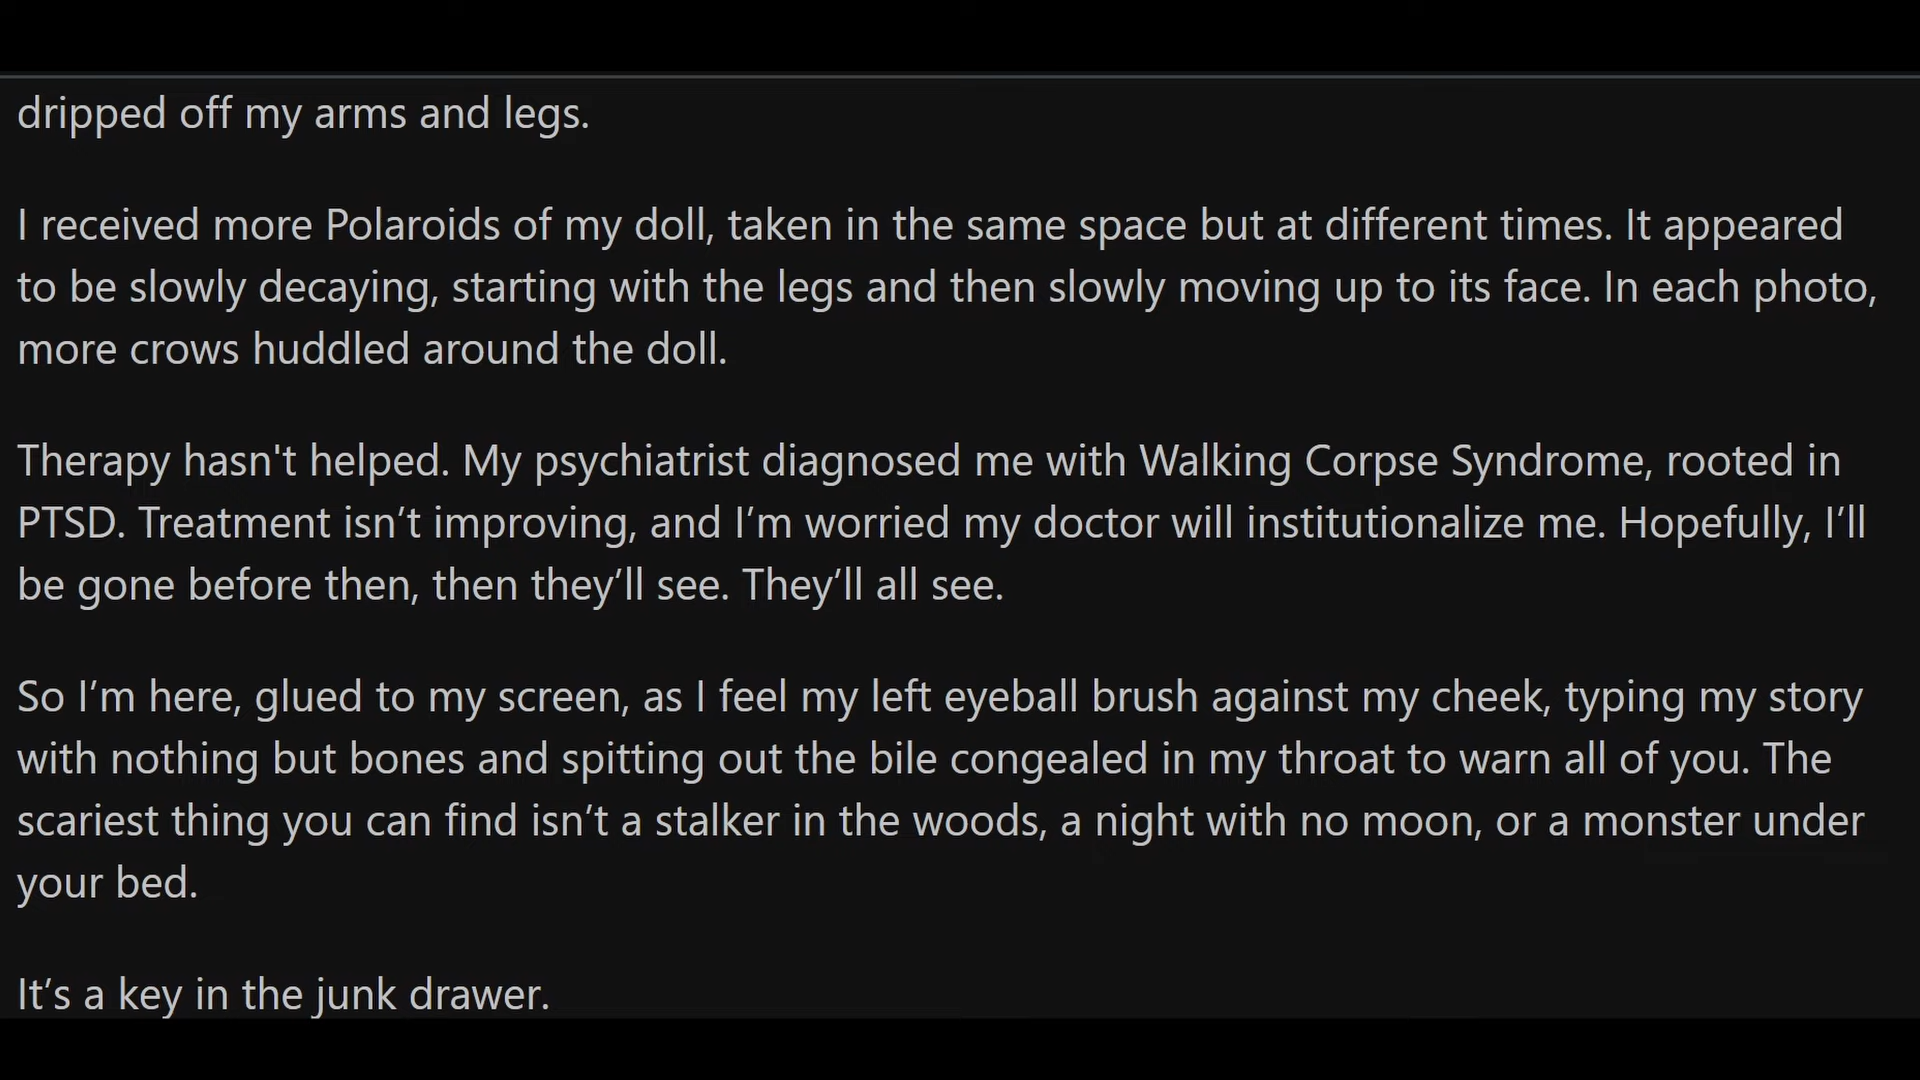 dripped off my arms and legs.
I received more Polaroids of my doll, taken in the same space but at different times. It appeared
to be slowly decaying, starting with the legs and then slowly moving up to its face. In each photo,
more crows huddled around the doll.
Therapy hasn't helped. My psychiatrist diagnosed me with Walking Corpse Syndrome, rooted in
PTSD. Treatment isn’t improving, and I’m worried my doctor will institutionalize me. Hopefully, I’ll
be gone before then, then they’ll see. They’ll all see.
So I’m here, glued to my screen, as I feel my left eyeball brush against my cheek, typing my story
with nothing but bones and spitting out the bile congealed in my throat to warn all of you. The
scariest thing you can find isn’t a stalker in the woods, a night with no moon, or a monster under
your bed.
It’s a key in the junk drawer.